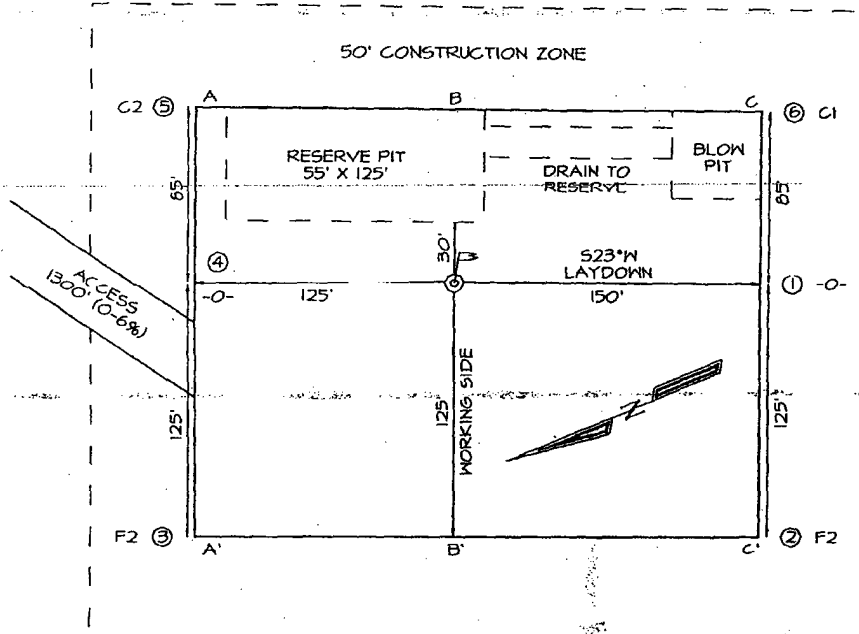 50' CONSTRUCTION ZONE
C2 ⑤ A B C ⑥ C1
RESERVE PIT
55' X 125'
DRAIN TO
RESERVE
BLOW
PIT
85'
85'
30'
ACCESS
1300' (0-6%)
④
-0-
125'
S23°W
LAYDOWN
150'
① -0-
125'
125'
WORKING SIDE
N
125'
F2 ③ A' B' C' ② F2